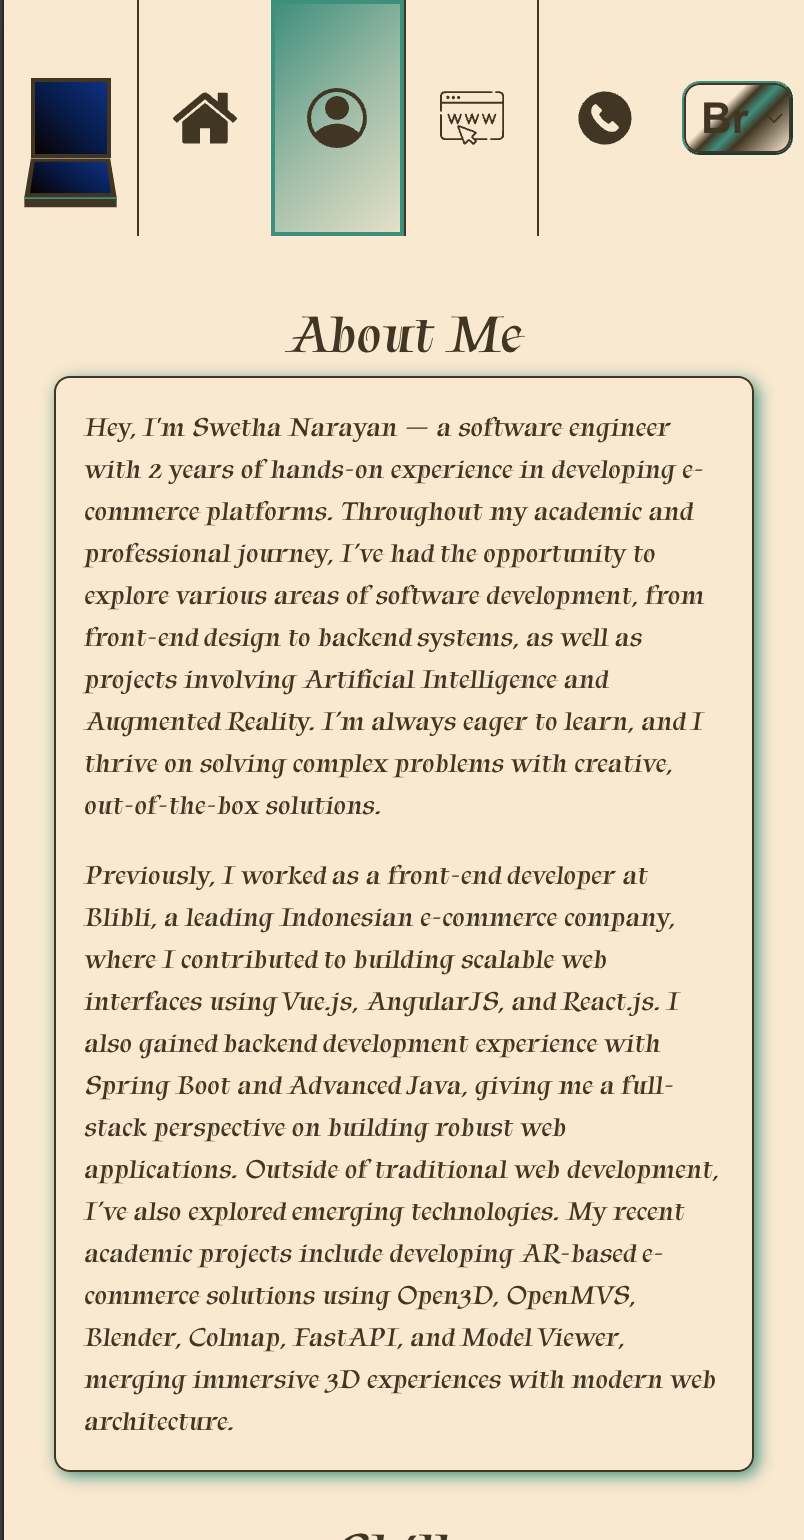 www
Br
About Me
Hey, I'm Swetha Narayan — a software engineer
with 2 years of hands-on experience in developing e-
commerce platforms. Throughout my academic and
professional journey, I've had the opportunity to
explore various areas of software development, from
front-end design to backend systems, as well as
projects involving Artificial Intelligence and
Augmented Reality. I'm always eager to learn, and I
thrive on solving complex problems with creative,
out-of-the-box solutions.
Previously, I worked as a front-end developer at
Blibli, a leading Indonesian e-commerce company,
where I contributed to building scalable web
interfaces using Vue.js, AngularJS, and React.js. I
also gained backend development experience with
Spring Boot and Advanced Java, giving me a full-
stack perspective on building robust web
applications. Outside of traditional web development,
I've also explored emerging technologies. My recent
academic projects include developing AR-based e-
commerce solutions using Open3D, OpenMVS,
Blender, Colmap, FastAPI, and Model Viewer,
merging immersive 3D experiences with modern web
architecture.